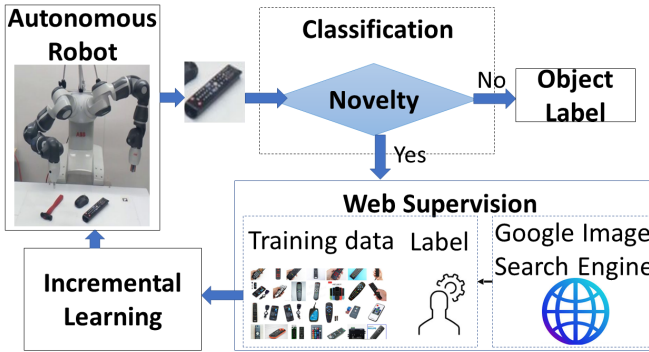 Autonomous
Robot
Classification
Novelty
No
Object
Label
Yes
Web Supervision
Training data
Label
Google Image
Search Engine
Incremental
Learning